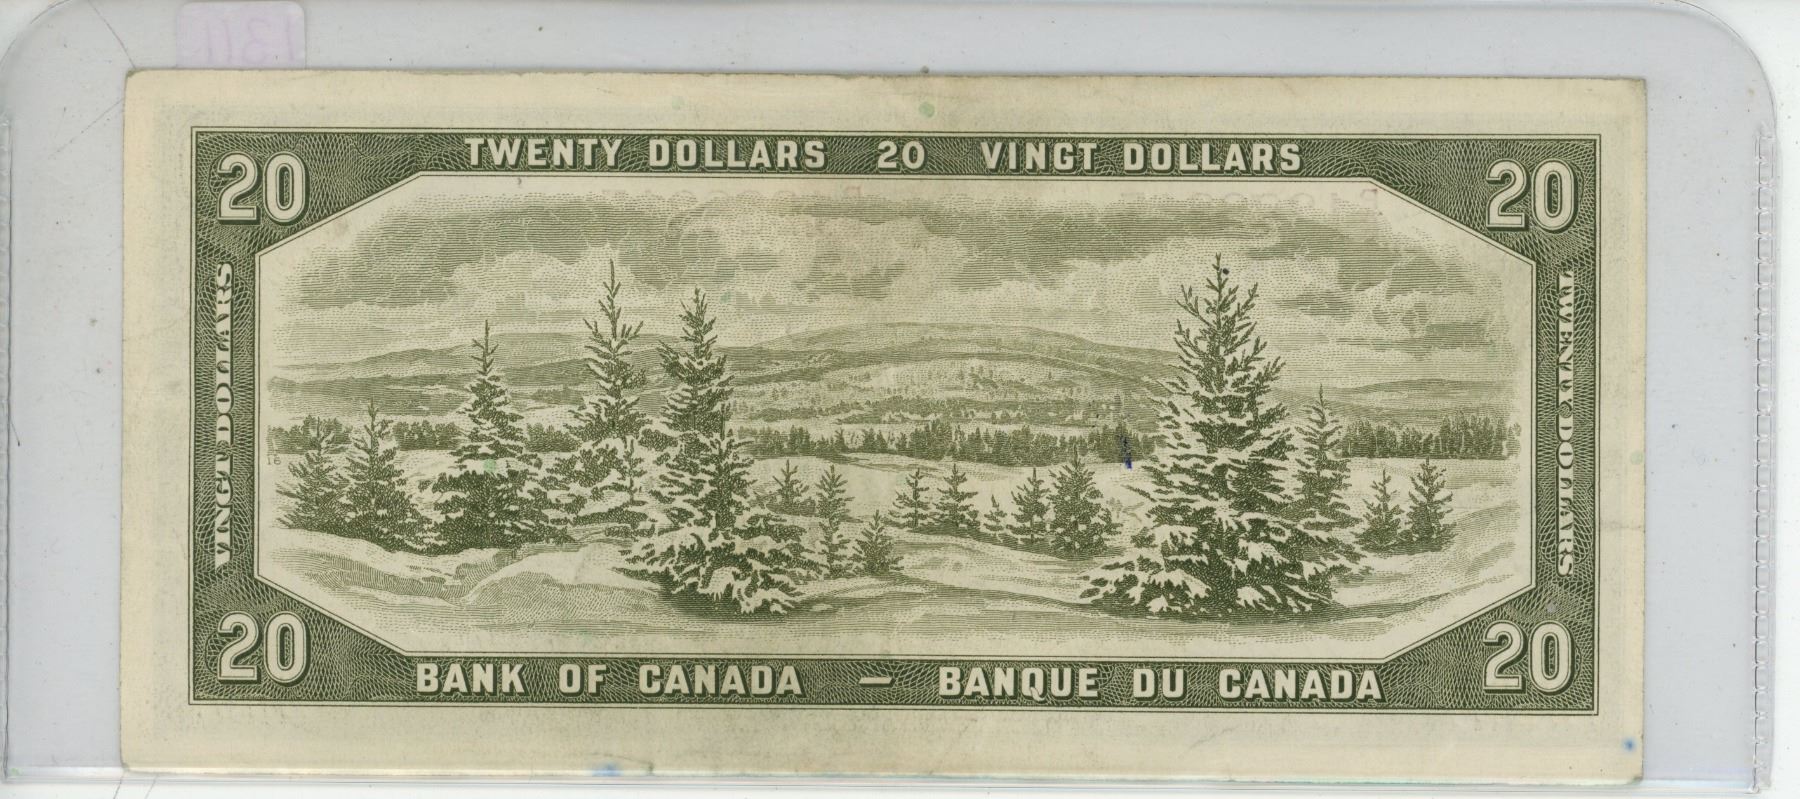 20 TWENTY DOLLARS 20 VINGT DOLLARS 20
VINGT DOLLARS
TWENTY DOLLARS
20 BANK OF CANADA — BANQUE DU CANADA 20